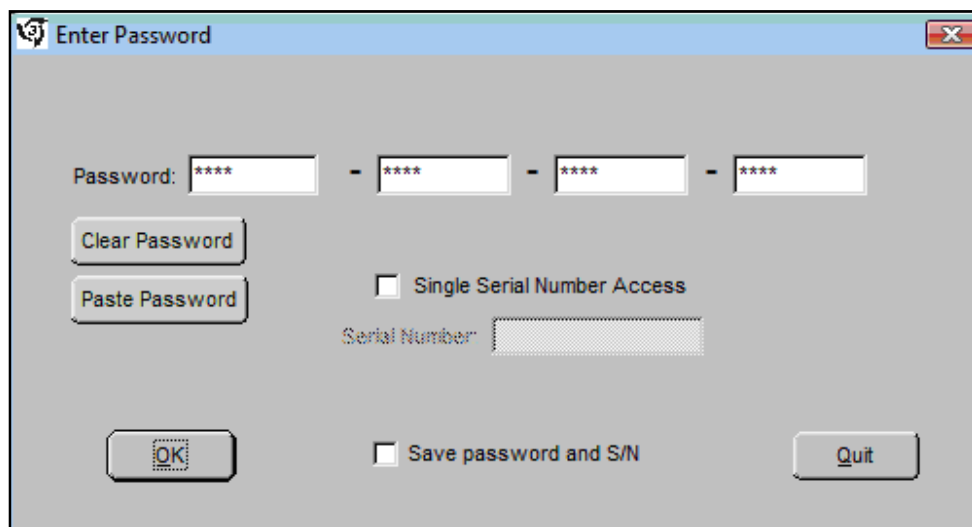 Enter Password
Password: **** - **** - **** - ****
Clear Password
Paste Password
Single Serial Number Access
Serial Number:
OK
Save password and S/N
Quit